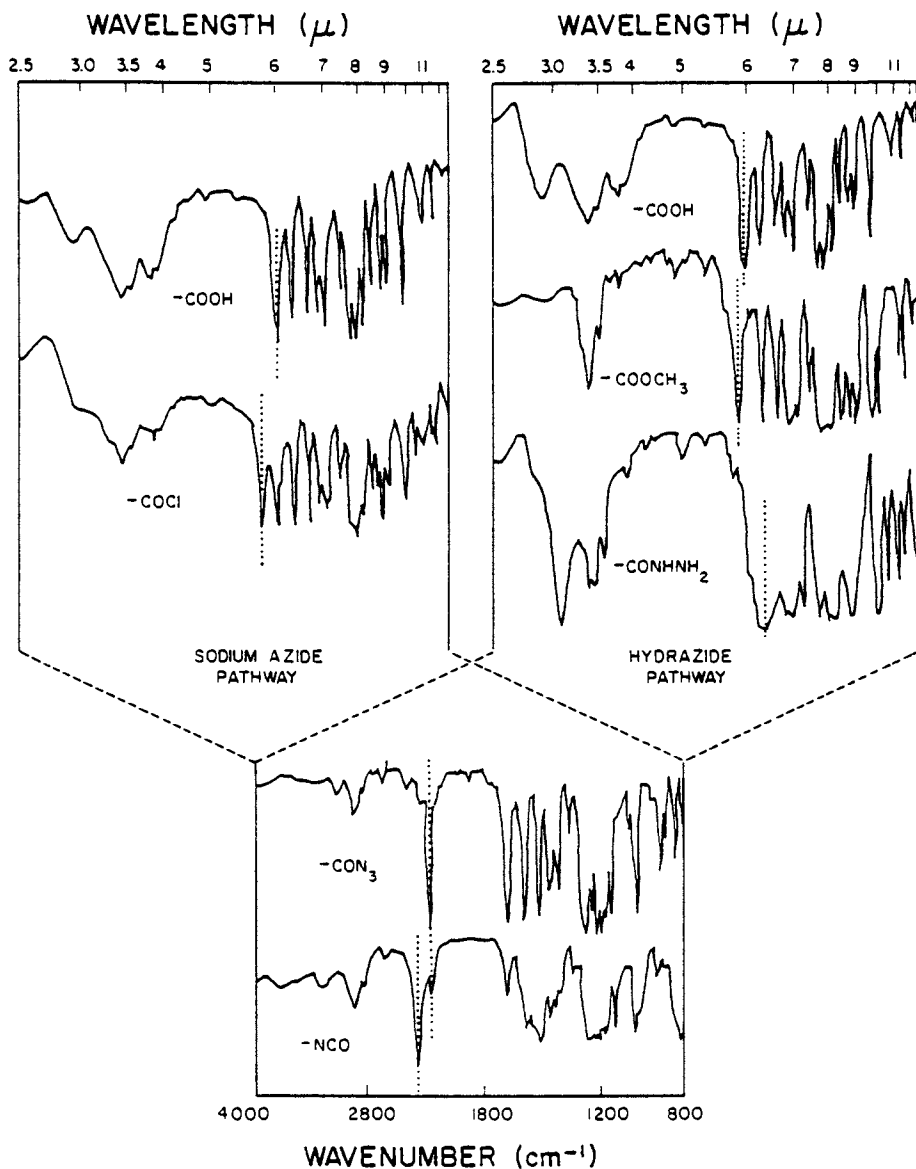 WAVELENGTH (μ)
2.5 3.0 3.5 4 5 6 7 8 9 11
-COOH
-COCl
SODIUM AZIDE
PATHWAY
WAVELENGTH (μ)
2.5 3.0 3.5 4 5 6 7 8 9 11
-COOH
-COOCH₃
-CONHNH₂
HYDRAZIDE
PATHWAY
-CON₃
-NCO
4000 2800 1800 1200 800
WAVENUMBER (cm⁻¹)